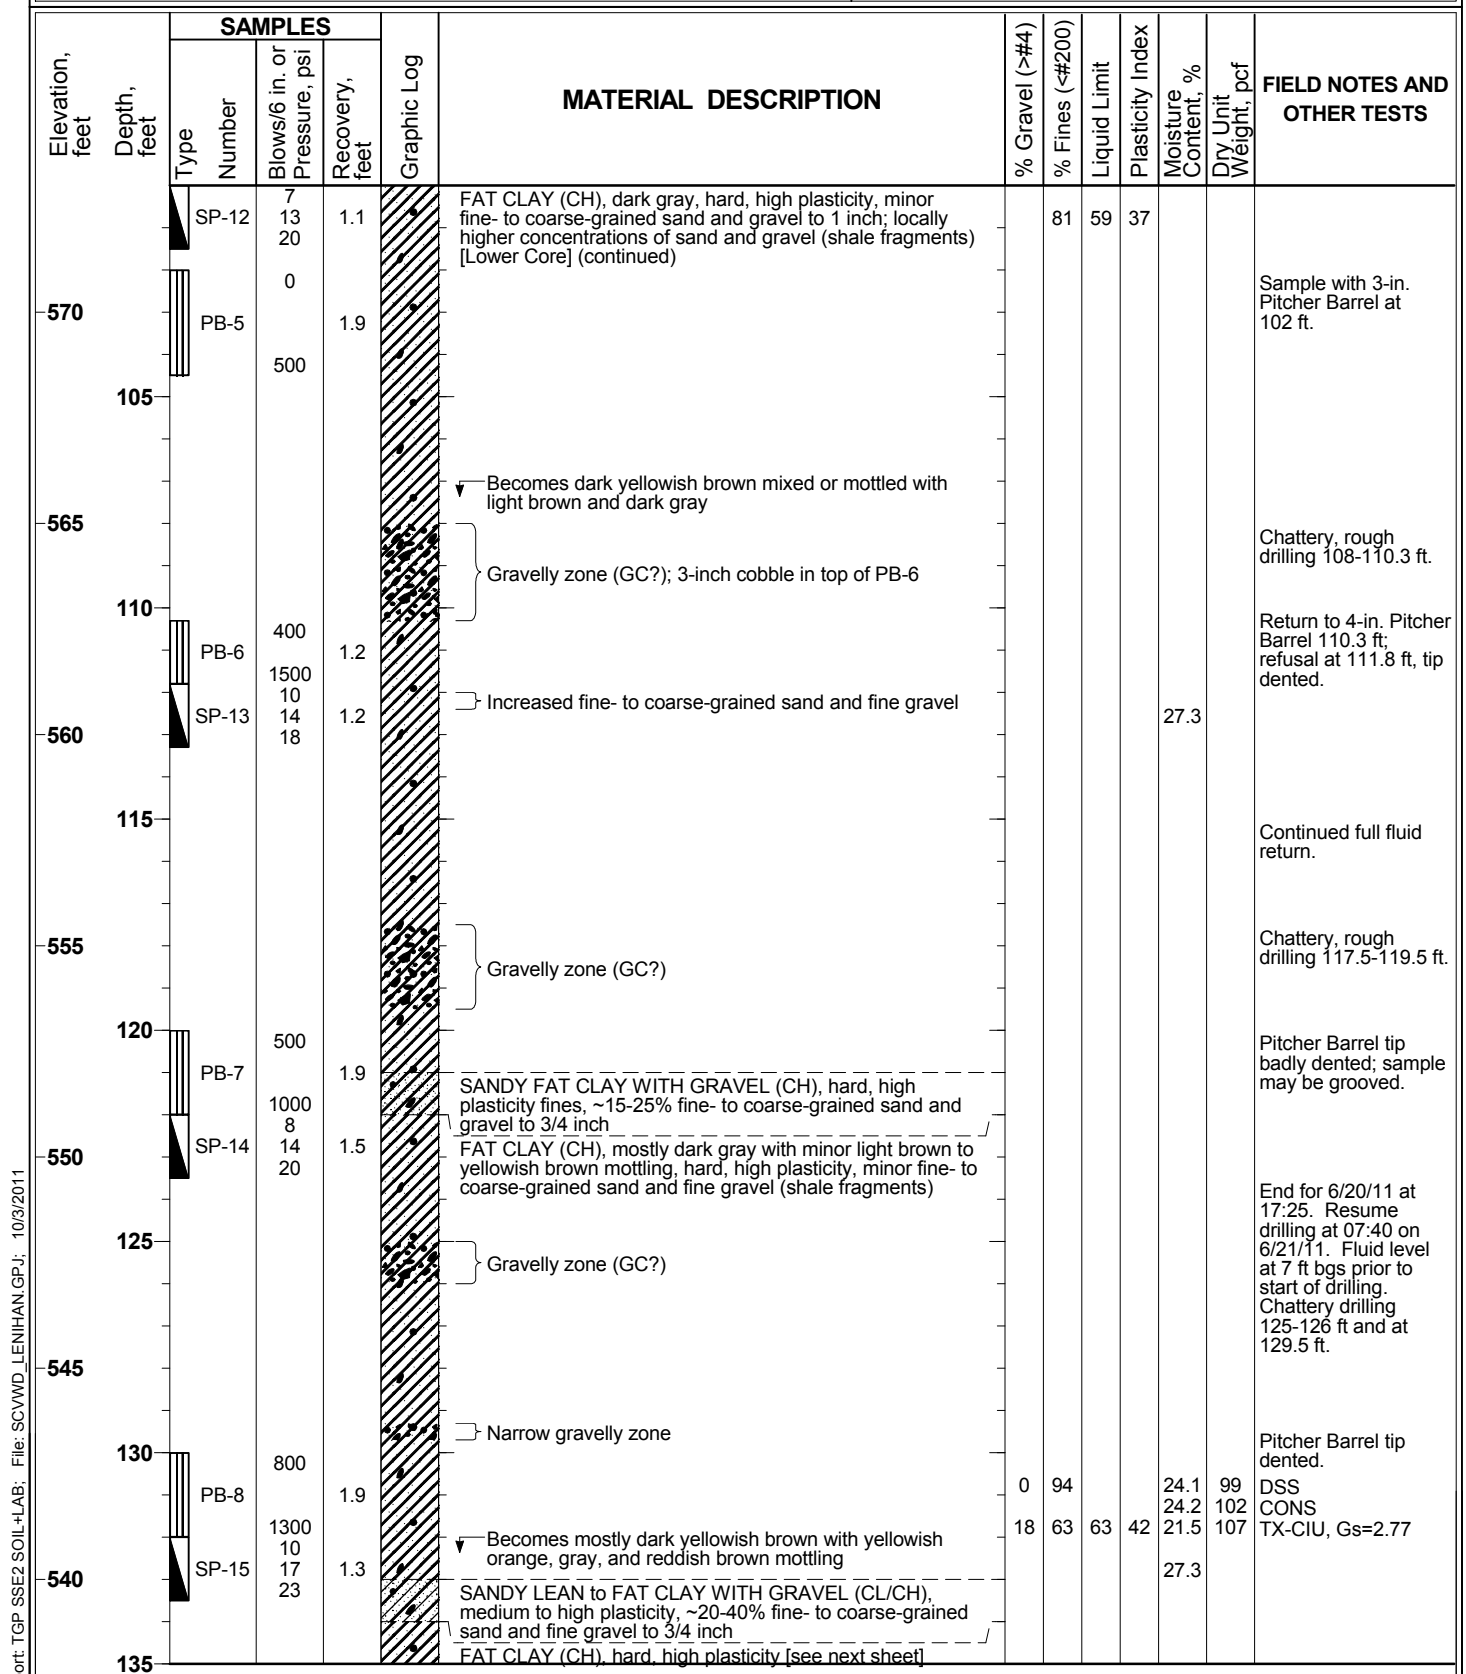 SAMPLES
Elevation,
feet
Depth,
feet
Type
Number
Blows/6 in. or
Pressure, psi
Recovery,
feet
Graphic Log
MATERIAL DESCRIPTION
% Gravel (>#4)
% Fines (<#200)
Liquid Limit
Plasticity Index
Moisture
Content, %
Dry Unit
Weight, pcf
FIELD NOTES AND
OTHER TESTS
7
SP-12 13 1.1
20
FAT CLAY (CH), dark gray, hard, high plasticity, minor
fine- to coarse-grained sand and gravel to 1 inch; locally
higher concentrations of sand and gravel (shale fragments)
[Lower Core] (continued)
81 59 37
0
570
PB-5 1.9
500
Sample with 3-in.
Pitcher Barrel at
102 ft.
105
Becomes dark yellowish brown mixed or mottled with
light brown and dark gray
565
Gravelly zone (GC?); 3-inch cobble in top of PB-6
Chattery, rough
drilling 108-110.3 ft.
110
400
PB-6 1.2
1500
Return to 4-in. Pitcher
Barrel 110.3 ft;
refusal at 111.8 ft, tip
dented.
10
SP-13 14 1.2
18
Increased fine- to coarse-grained sand and fine gravel
27.3
560
115
Continued full fluid
return.
555
Gravelly zone (GC?)
Chattery, rough
drilling 117.5-119.5 ft.
120
500
PB-7 1.9
1000
Pitcher Barrel tip
badly dented; sample
may be grooved.
SANDY FAT CLAY WITH GRAVEL (CH), hard, high
plasticity fines, ~15-25% fine- to coarse-grained sand and
gravel to 3/4 inch
8
SP-14 14 1.5
20
550
FAT CLAY (CH), mostly dark gray with minor light brown to
yellowish brown mottling, hard, high plasticity, minor fine- to
coarse-grained sand and fine gravel (shale fragments)
125
Gravelly zone (GC?)
End for 6/20/11 at
17:25. Resume
drilling at 07:40 on
6/21/11. Fluid level
at 7 ft bgs prior to
start of drilling.
Chattery drilling
125-126 ft and at
129.5 ft.
545
Narrow gravelly zone
130
800
PB-8 1.9
1300
Pitcher Barrel tip
dented.
0 94 24.1 99 DSS
24.2 102 CONS
18 63 63 42 21.5 107 TX-CIU, Gs=2.77
Becomes mostly dark yellowish brown with yellowish
orange, gray, and reddish brown mottling
10
SP-15 17 1.3
23
27.3
540
SANDY LEAN to FAT CLAY WITH GRAVEL (CL/CH),
medium to high plasticity, ~20-40% fine- to coarse-grained
sand and fine gravel to 3/4 inch
FAT CLAY (CH), hard, high plasticity [see next sheet]
135
ort: TGP SSE2 SOIL+LAB; File: SCVWD_LENIHAN.GPJ; 10/3/2011